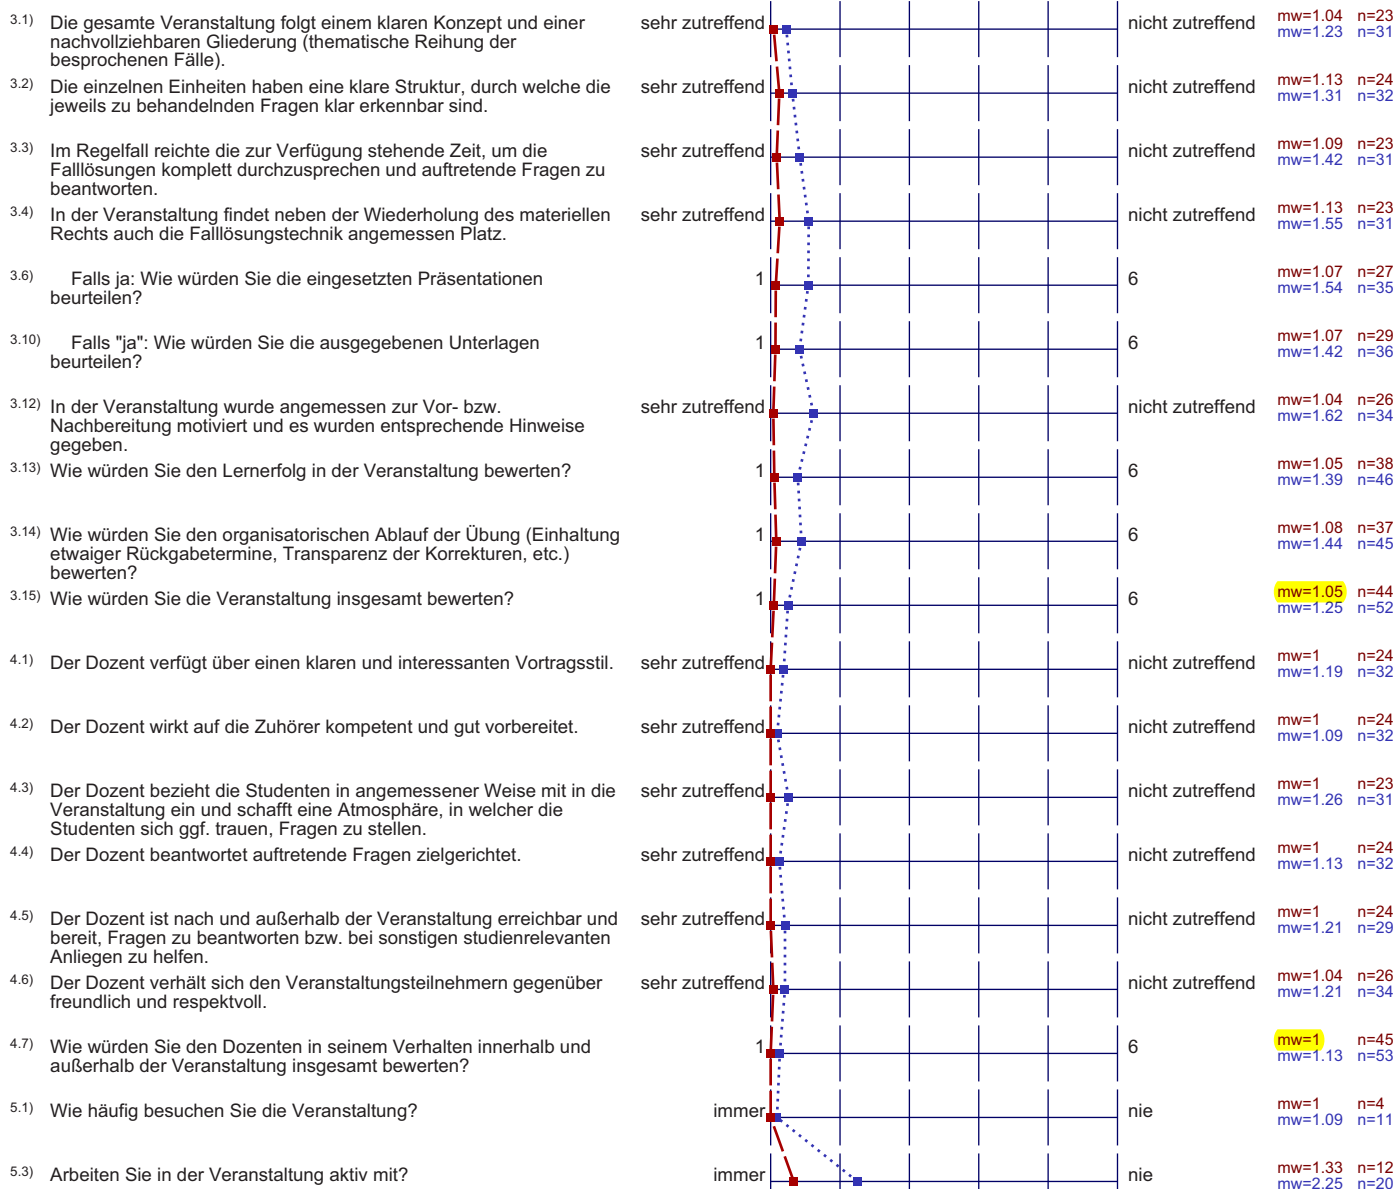 3.1) Die gesamte Veranstaltung folgt einem klaren Konzept und einer
nachvollziehbaren Gliederung (thematische Reihung der
besprochenen Fälle).
sehr zutreffend
nicht zutreffend
mw=1.04 n=23
mw=1.23 n=31
3.2) Die einzelnen Einheiten haben eine klare Struktur, durch welche die
jeweils zu behandelnden Fragen klar erkennbar sind.
sehr zutreffend
nicht zutreffend
mw=1.13 n=24
mw=1.31 n=32
3.3) Im Regelfall reichte die zur Verfügung stehende Zeit, um die
Falllösungen komplett durchzusprechen und auftretende Fragen zu
beantworten.
sehr zutreffend
nicht zutreffend
mw=1.09 n=23
mw=1.42 n=31
3.4) In der Veranstaltung findet neben der Wiederholung des materiellen
Rechts auch die Falllösungstechnik angemessen Platz.
sehr zutreffend
nicht zutreffend
mw=1.13 n=23
mw=1.55 n=31
3.6) Falls ja: Wie würden Sie die eingesetzten Präsentationen
beurteilen?
1
6
mw=1.07 n=27
mw=1.54 n=35
3.10) Falls "ja": Wie würden Sie die ausgegebenen Unterlagen
beurteilen?
1
6
mw=1.07 n=29
mw=1.42 n=36
3.12) In der Veranstaltung wurde angemessen zur Vor- bzw.
Nachbereitung motiviert und es wurden entsprechende Hinweise
gegeben.
sehr zutreffend
nicht zutreffend
mw=1.04 n=26
mw=1.62 n=34
3.13) Wie würden Sie den Lernerfolg in der Veranstaltung bewerten?
1
6
mw=1.05 n=38
mw=1.39 n=46
3.14) Wie würden Sie den organisatorischen Ablauf der Übung (Einhaltung
etwaiger Rückgabetermine, Transparenz der Korrekturen, etc.)
bewerten?
1
6
mw=1.08 n=37
mw=1.44 n=45
3.15) Wie würden Sie die Veranstaltung insgesamt bewerten?
1
6
mw=1.05 n=44
mw=1.25 n=52
4.1) Der Dozent verfügt über einen klaren und interessanten Vortragsstil.
sehr zutreffend
nicht zutreffend
mw=1 n=24
mw=1.19 n=32
4.2) Der Dozent wirkt auf die Zuhörer kompetent und gut vorbereitet.
sehr zutreffend
nicht zutreffend
mw=1 n=24
mw=1.09 n=32
4.3) Der Dozent bezieht die Studenten in angemessener Weise mit in die
Veranstaltung ein und schafft eine Atmosphäre, in welcher die
Studenten sich ggf. trauen, Fragen zu stellen.
sehr zutreffend
nicht zutreffend
mw=1 n=23
mw=1.26 n=31
4.4) Der Dozent beantwortet auftretende Fragen zielgerichtet.
sehr zutreffend
nicht zutreffend
mw=1 n=24
mw=1.13 n=32
4.5) Der Dozent ist nach und außerhalb der Veranstaltung erreichbar und
bereit, Fragen zu beantworten bzw. bei sonstigen studienrelevanten
Anliegen zu helfen.
sehr zutreffend
nicht zutreffend
mw=1 n=24
mw=1.21 n=29
4.6) Der Dozent verhält sich den Veranstaltungsteilnehmern gegenüber
freundlich und respektvoll.
sehr zutreffend
nicht zutreffend
mw=1.04 n=26
mw=1.21 n=34
4.7) Wie würden Sie den Dozenten in seinem Verhalten innerhalb und
außerhalb der Veranstaltung insgesamt bewerten?
1
6
mw=1 n=45
mw=1.13 n=53
5.1) Wie häufig besuchen Sie die Veranstaltung?
immer
nie
mw=1 n=4
mw=1.09 n=11
5.3) Arbeiten Sie in der Veranstaltung aktiv mit?
immer
nie
mw=1.33 n=12
mw=2.25 n=20